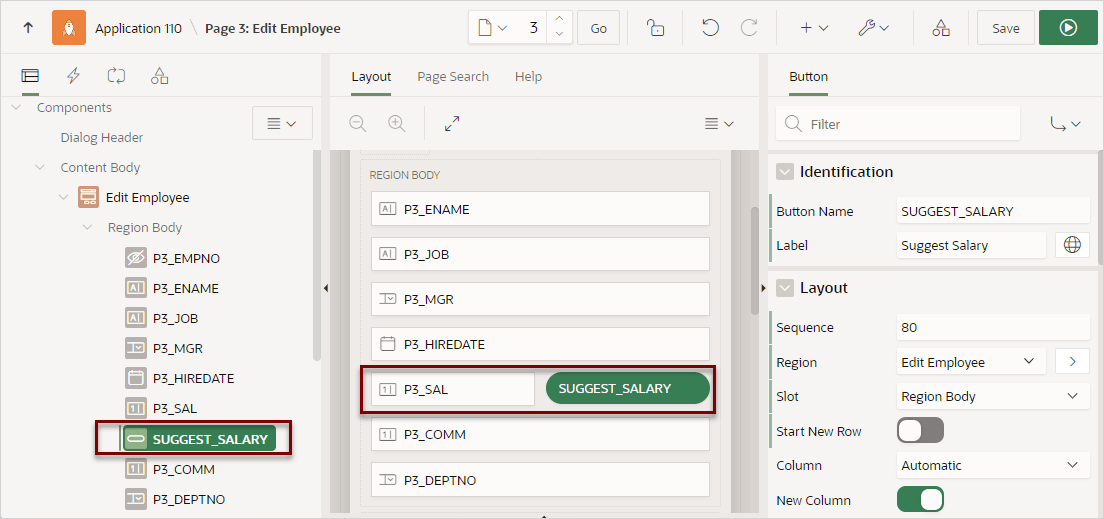 Application 110 \ Page 3: Edit Employee
3
Go
Save
Components
Dialog Header
Content Body
Edit Employee
Region Body
P3_EMPNO
P3_ENAME
P3_JOB
P3_MGR
P3_HIREDATE
P3_SAL
SUGGEST_SALARY
P3_COMM
P3_DEPTNO
Layout Page Search Help
REGION BODY
P3_ENAME
P3_JOB
P3_MGR
P3_HIREDATE
P3_SAL SUGGEST_SALARY
P3_COMM
P3_DEPTNO
Button
Filter
Identification
Button Name SUGGEST_SALARY
Label Suggest Salary
Layout
Sequence 80
Region Edit Employee
Slot Region Body
Start New Row
Column Automatic
New Column